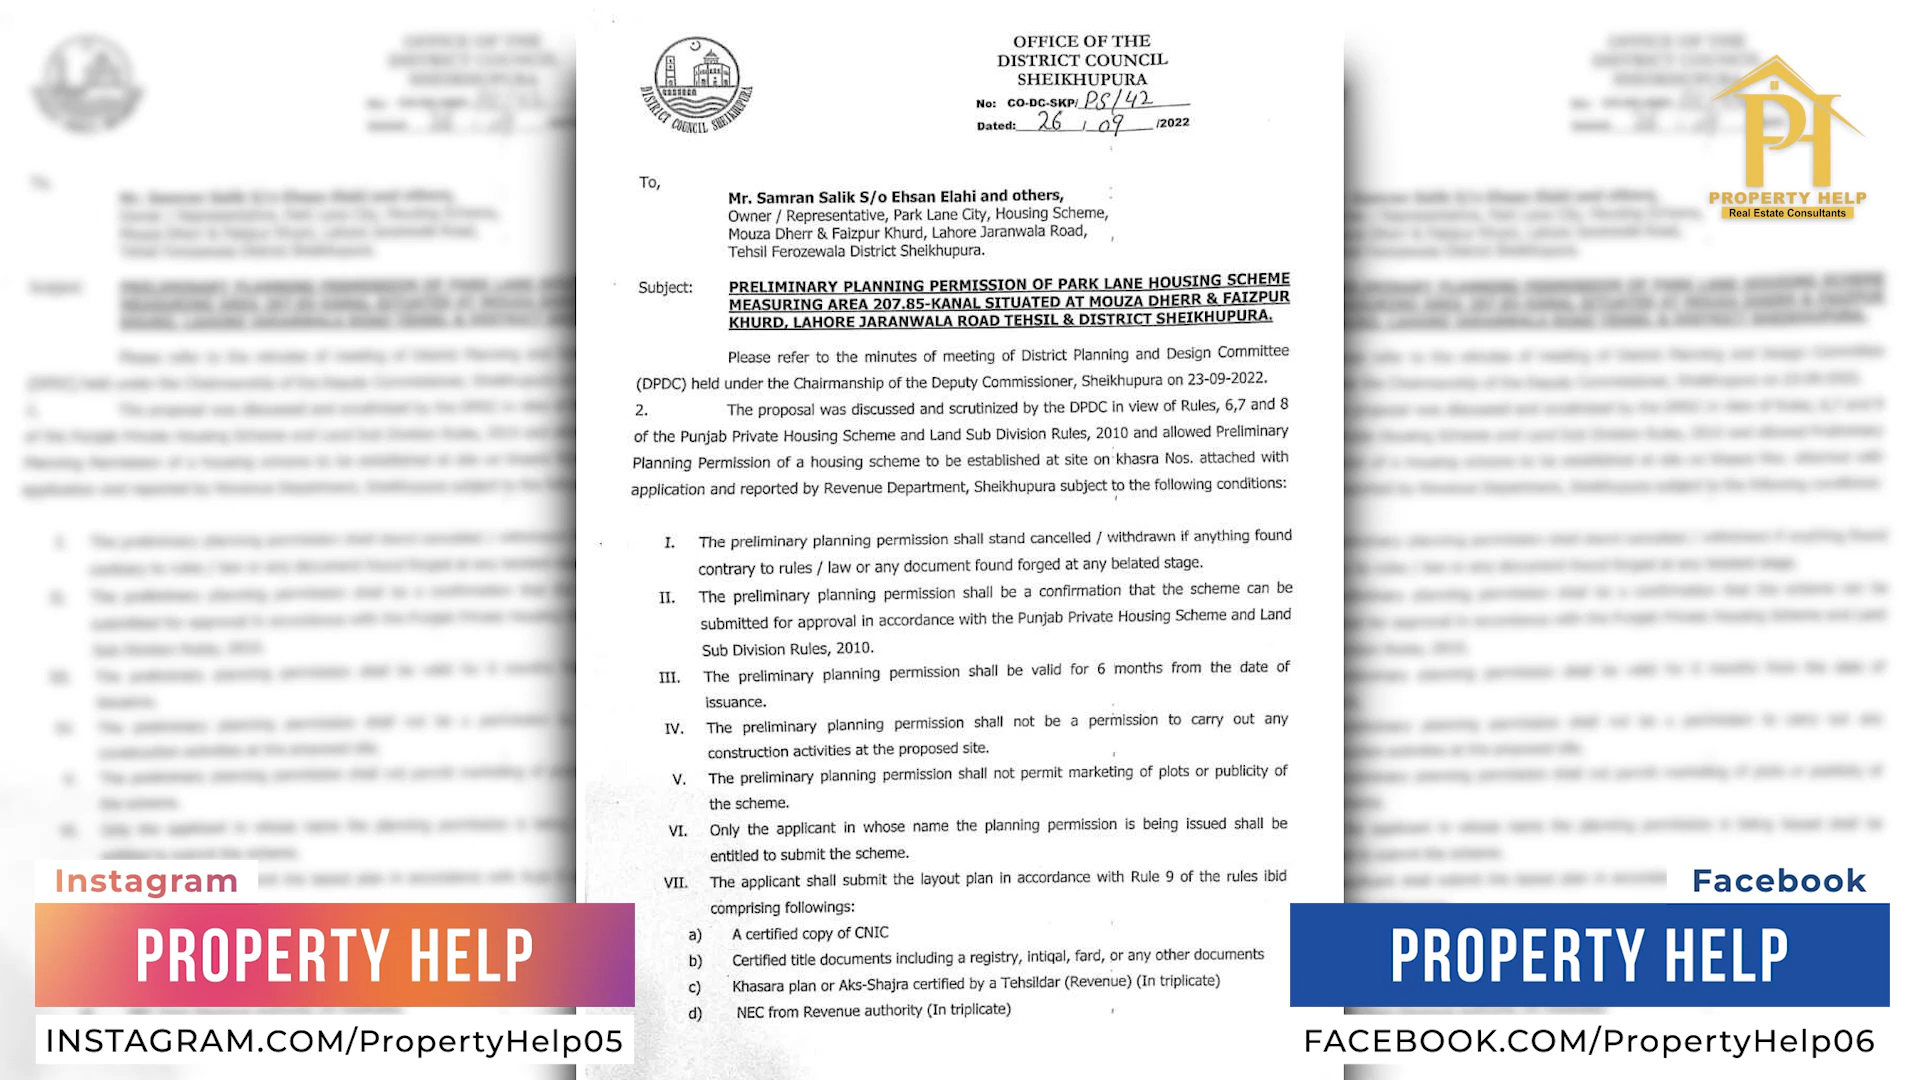 OFFICE OF THE
DISTRICT COUNCIL
SHEIKHUPURA
No: CO-DC-SKP/ PS/42
Dated: 26 / 09 /2022
DISTRICT COUNCIL SHEIKHUPURA
PH
PROPERTY HELP
Real Estate Consultants
To,
Mr. Samran Salik S/o Ehsan Elahi and others,
Owner / Representative, Park Lane City, Housing Scheme,
Mouza Dherr & Faizpur Khurd, Lahore Jaranwala Road,
Tehsil Ferozewala District Sheikhupura.
Subject: PRELIMINARY PLANNING PERMISSION OF PARK LANE HOUSING SCHEME
MEASURING AREA 207.85-KANAL SITUATED AT MOUZA DHERR & FAIZPUR
KHURD, LAHORE JARANWALA ROAD TEHSIL & DISTRICT SHEIKHUPURA.
Please refer to the minutes of meeting of District Planning and Design Committee
(DPDC) held under the Chairmanship of the Deputy Commissioner, Sheikhupura on 23-09-2022.
2. The proposal was discussed and scrutinized by the DPDC in view of Rules, 6,7 and 8
of the Punjab Private Housing Scheme and Land Sub Division Rules, 2010 and allowed Preliminary
Planning Permission of a housing scheme to be established at site on khasra Nos. attached with
application and reported by Revenue Department, Sheikhupura subject to the following conditions:
I. The preliminary planning permission shall stand cancelled / withdrawn if anything found
contrary to rules / law or any document found forged at any belated stage.
II. The preliminary planning permission shall be a confirmation that the scheme can be
submitted for approval in accordance with the Punjab Private Housing Scheme and Land
Sub Division Rules, 2010.
III. The preliminary planning permission shall be valid for 6 months from the date of
issuance.
IV. The preliminary planning permission shall not be a permission to carry out any
construction activities at the proposed site.
V. The preliminary planning permission shall not permit marketing of plots or publicity of
the scheme.
VI. Only the applicant in whose name the planning permission is being issued shall be
entitled to submit the scheme.
VII. The applicant shall submit the layout plan in accordance with Rule 9 of the rules ibid
comprising followings:
a) A certified copy of CNIC
b) Certified title documents including a registry, intiqal, fard, or any other documents
c) Khasara plan or Aks-Shajra certified by a Tehsildar (Revenue) (In triplicate)
d) NEC from Revenue authority (In triplicate)
Instagram
PROPERTY HELP
INSTAGRAM.COM/PropertyHelp05
Facebook
PROPERTY HELP
FACEBOOK.COM/PropertyHelp06